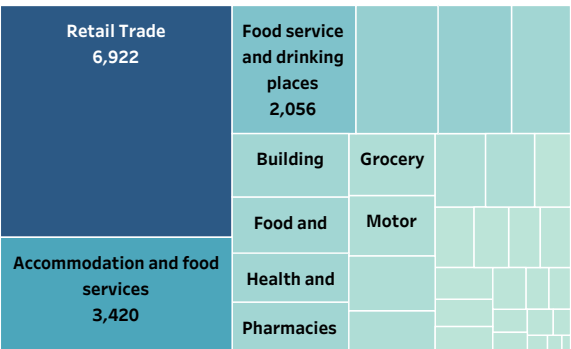 Retail Trade
6,922
Accommodation and food
services
3,420
Food service
and drinking
places
2,056
Building
Food and
Health and
Pharmacies
Grocery
Motor